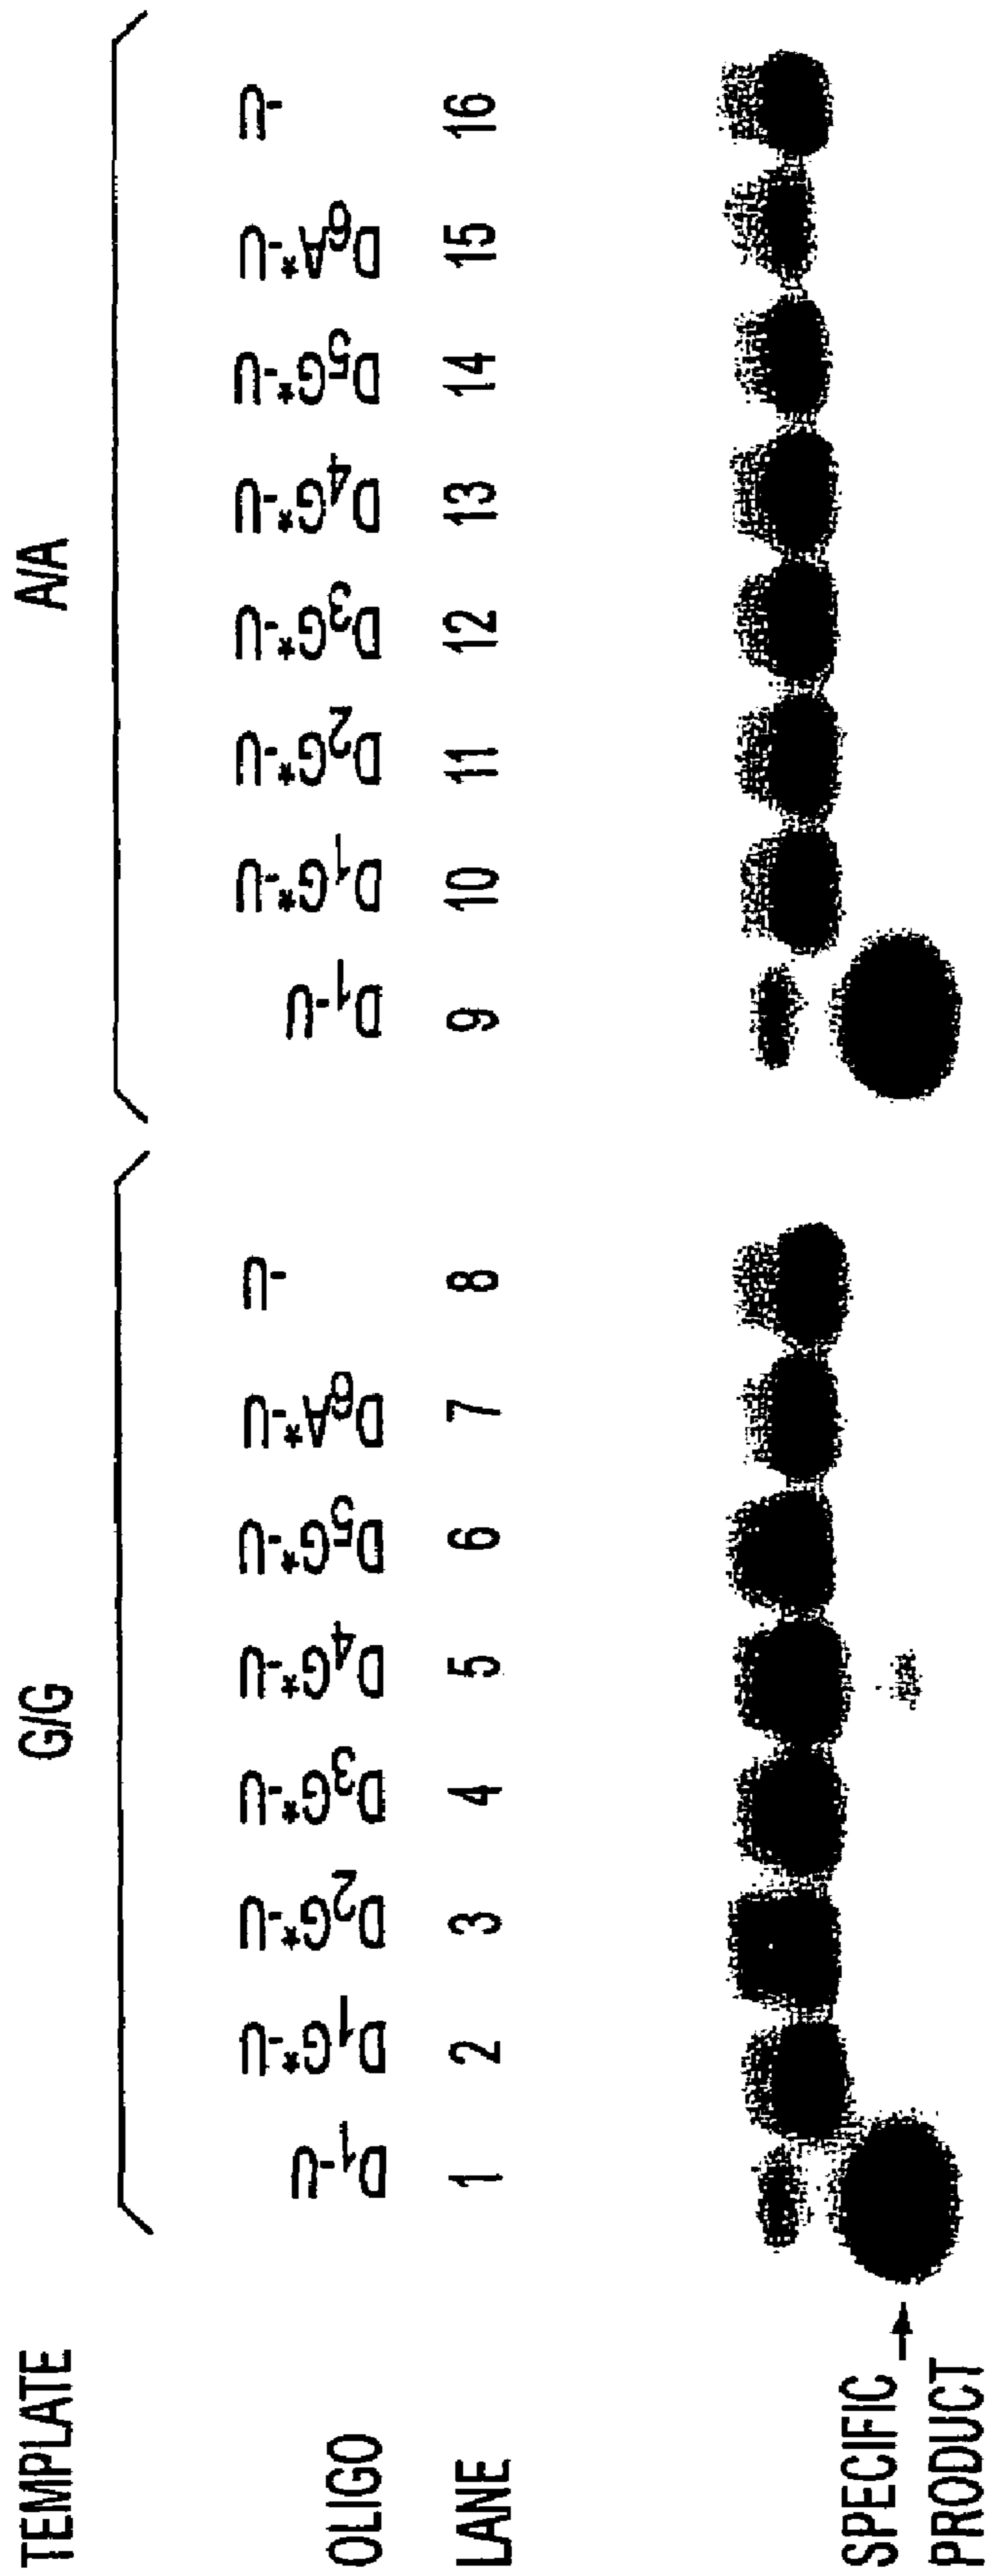 TEMPLATE G/G A/A
OLIGO D1-U D1G*-U D2G*-U D3G*-U D4G*-U D5G*-U D6A*-U -U D1-U D1G*-U D2G*-U D3G*-U D4G*-U D5G*-U D6A*-U -U
LANE 1 2 3 4 5 6 7 8 9 10 11 12 13 14 15 16
SPECIFIC
PRODUCT